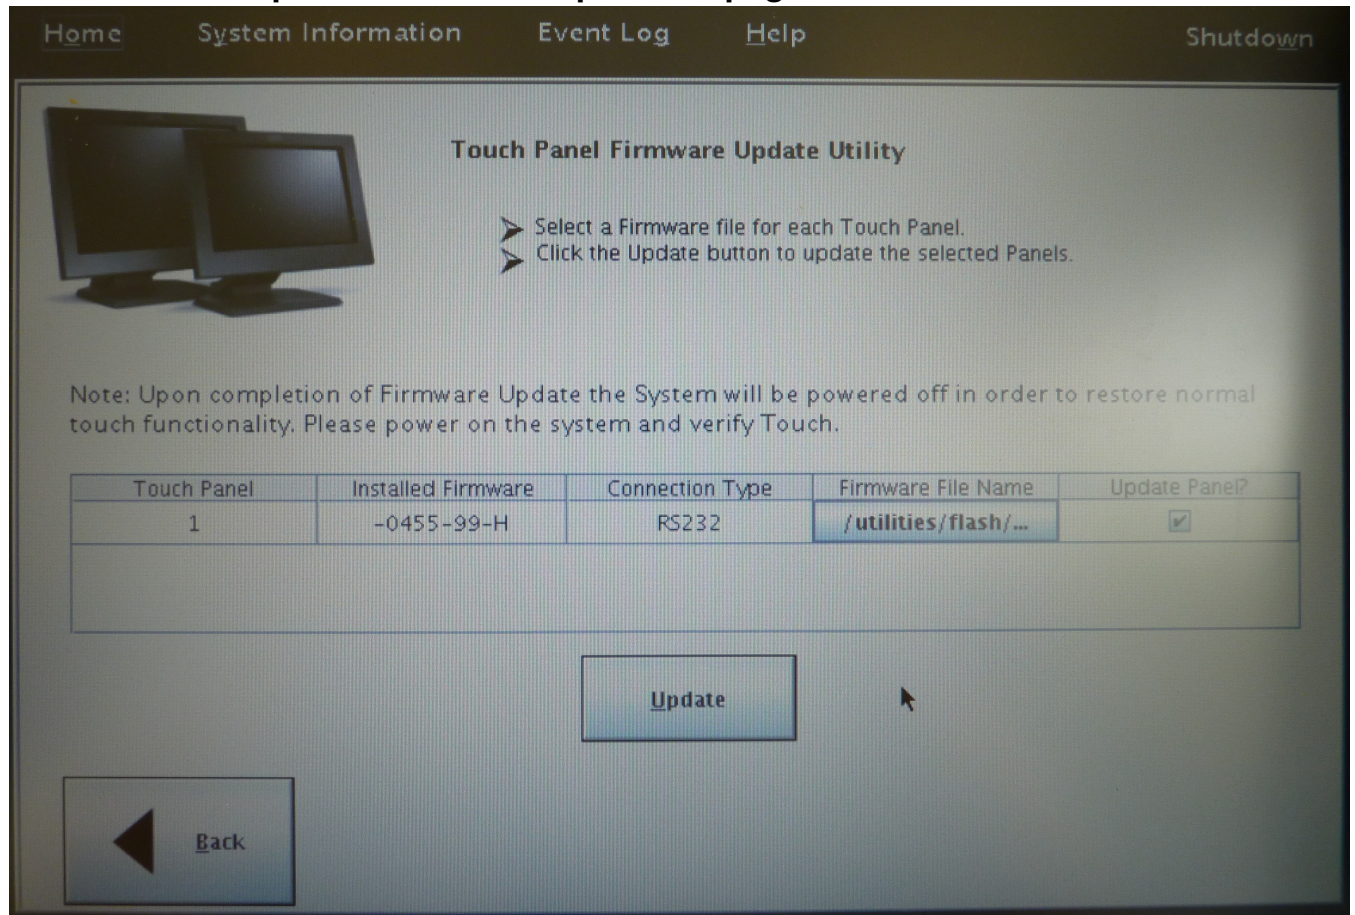 Home System Information Event Log Help Shutdown
Touch Panel Firmware Update Utility
Select a Firmware file for each Touch Panel.
Click the Update button to update the selected Panels.
Note: Upon completion of Firmware Update the System will be powered off in order to restore normal
touch functionality. Please power on the system and verify Touch.
Touch Panel Installed Firmware Connection Type Firmware File Name Update Panel?
1 -0455-99-H RS232 /utilities/flash/...
Update
Back